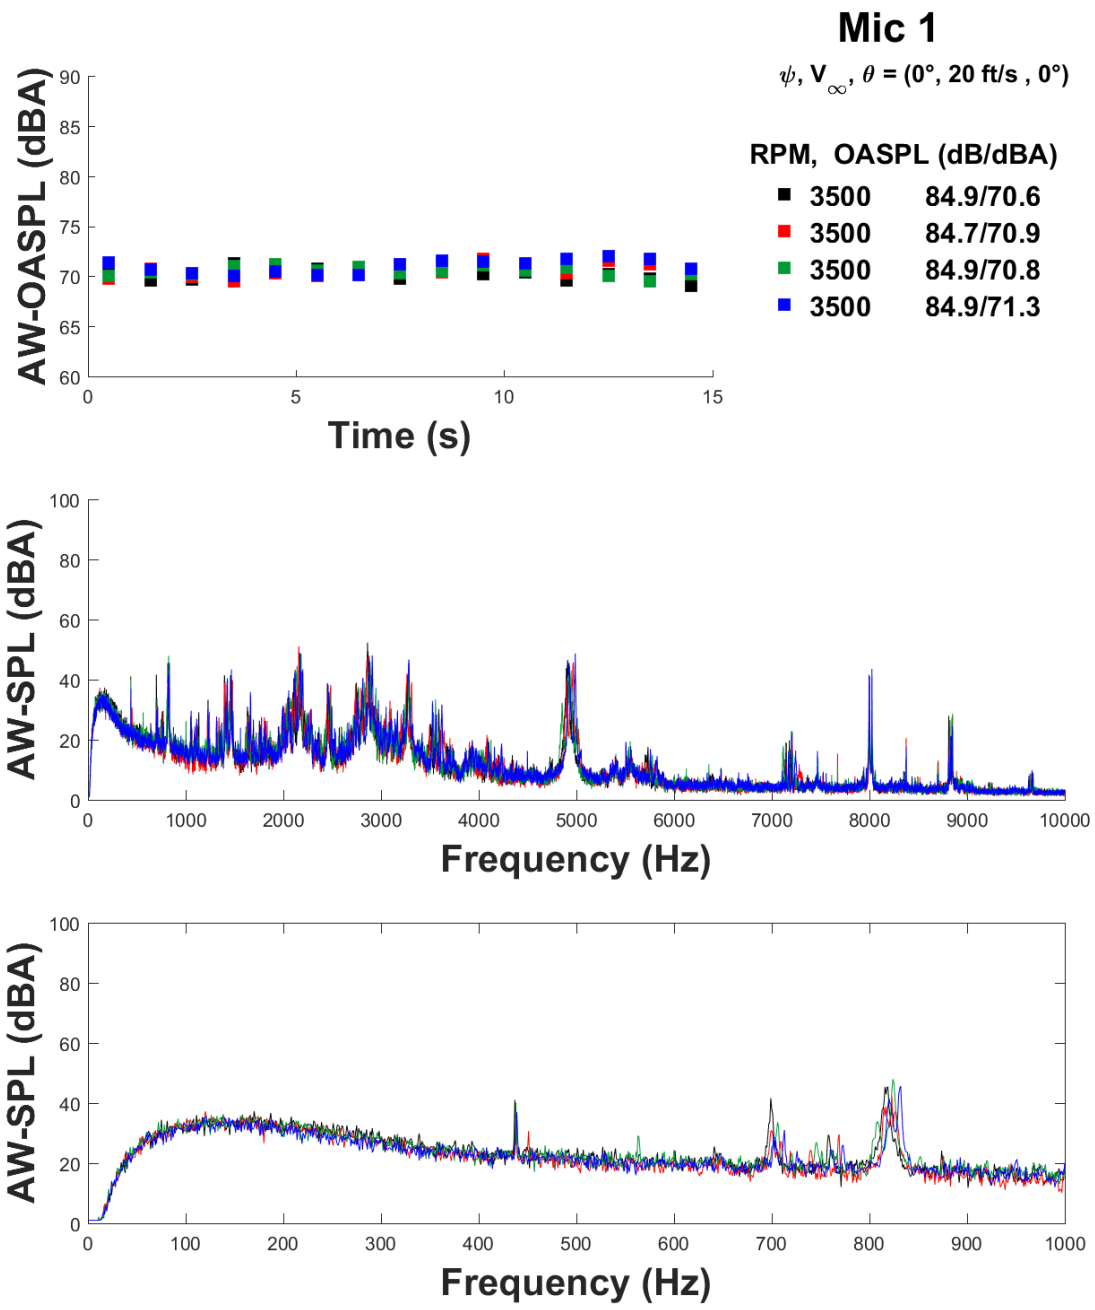 Mic 1
ψ, V∞, θ = (0°, 20 ft/s , 0°)
RPM, OASPL (dB/dBA)
3500 84.9/70.6
3500 84.7/70.9
3500 84.9/70.8
3500 84.9/71.3
AW-OASPL (dBA)
90
85
80
75
70
65
60
0 5 10 15
Time (s)
AW-SPL (dBA)
100
80
60
40
20
0
0 1000 2000 3000 4000 5000 6000 7000 8000 9000 10000
Frequency (Hz)
AW-SPL (dBA)
100
80
60
40
20
0
0 100 200 300 400 500 600 700 800 900 1000
Frequency (Hz)